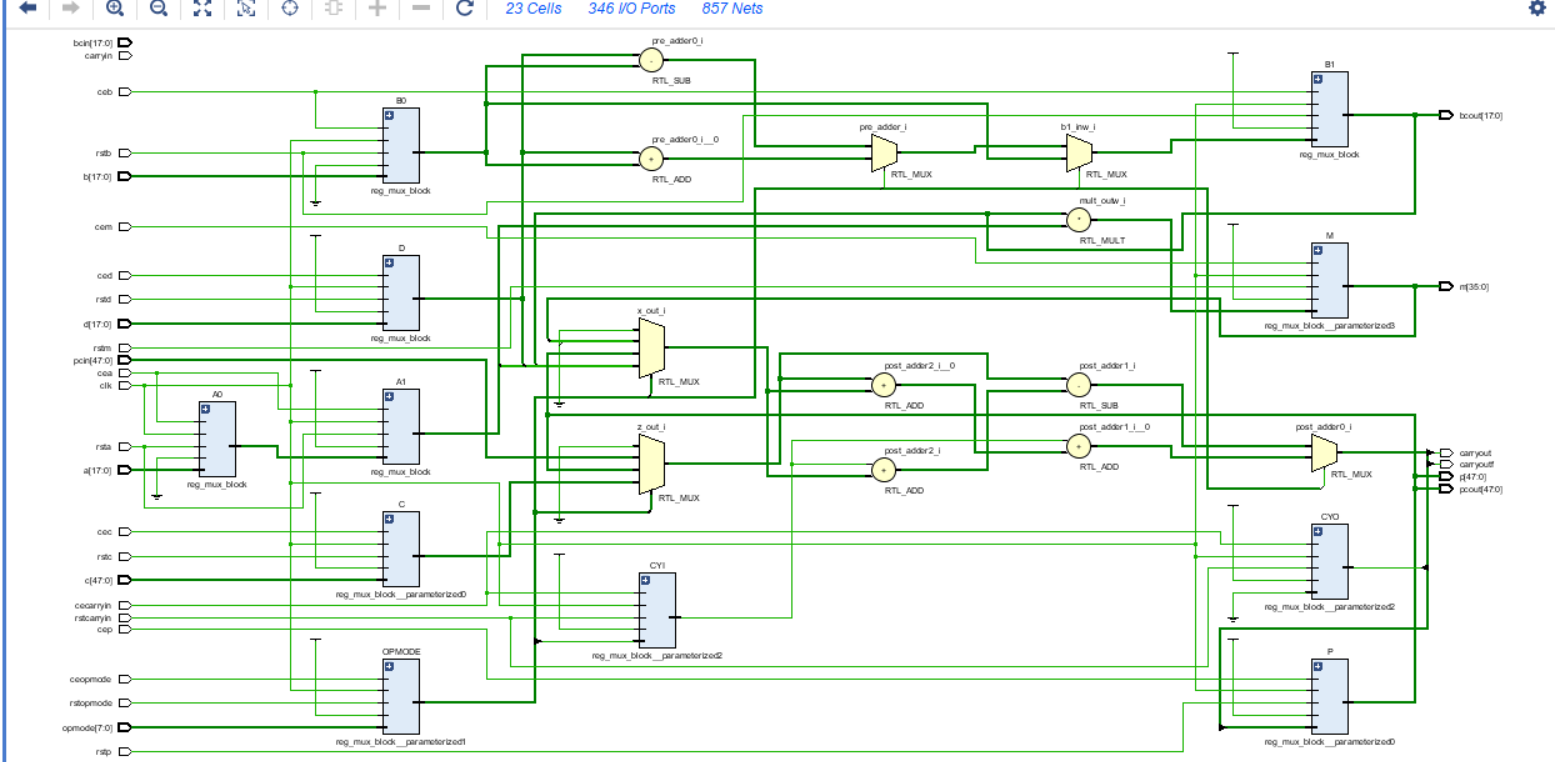 23 Cells 346 I/O Ports 857 Nets
bcin[17:0]
carryin
ceb
rstb
b[17:0]
cem
ced
rstd
d[17:0]
rstm
pcin[47:0]
cea
clk
rsta
a[17:0]
cec
rstc
c[47:0]
cecarryin
rstcarryin
cep
ceopmode
rstopmode
opmode[7:0]
rstp
A0
reg_mux_block
B0
reg_mux_block
D
reg_mux_block
A1
reg_mux_block
C
reg_mux_block__parameterized0
OPMODE
reg_mux_block__parameterized1
pre_adder0_i
RTL_SUB
pre_adder0_i__0
RTL_ADD
x_out_i
RTL_MUX
z_out_i
RTL_MUX
CYI
reg_mux_block__parameterized2
pre_adder_i
RTL_MUX
post_adder2_i__0
RTL_ADD
post_adder2_i
RTL_ADD
b1_inw_i
RTL_MUX
mult_outw_i
RTL_MULT
post_adder1_i
RTL_SUB
post_adder1_i__0
RTL_ADD
B1
reg_mux_block
M
reg_mux_block__parameterized3
post_adder0_i
RTL_MUX
CYO
reg_mux_block__parameterized2
P
reg_mux_block__parameterized0
bcout[17:0]
m[35:0]
carryout
carryoutf
p[47:0]
pcout[47:0]